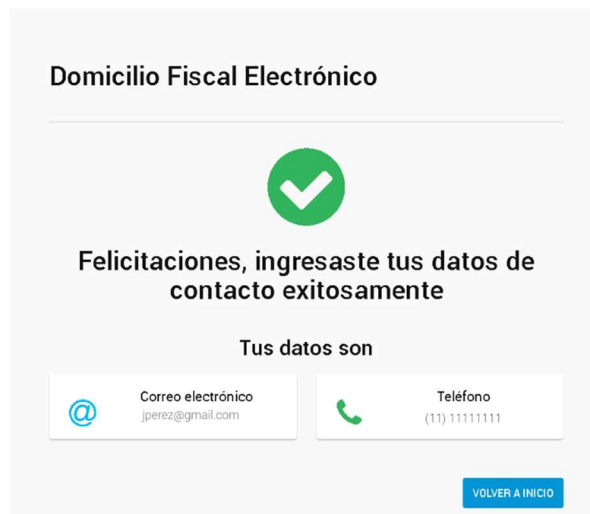 Domicilio Fiscal Electrónico
Felicitaciones, ingresaste tus datos de
contacto exitosamente
Tus datos son
Correo electrónico
jperez@gmail.com
Teléfono
(11) 11111111
VOLVER A INICIO